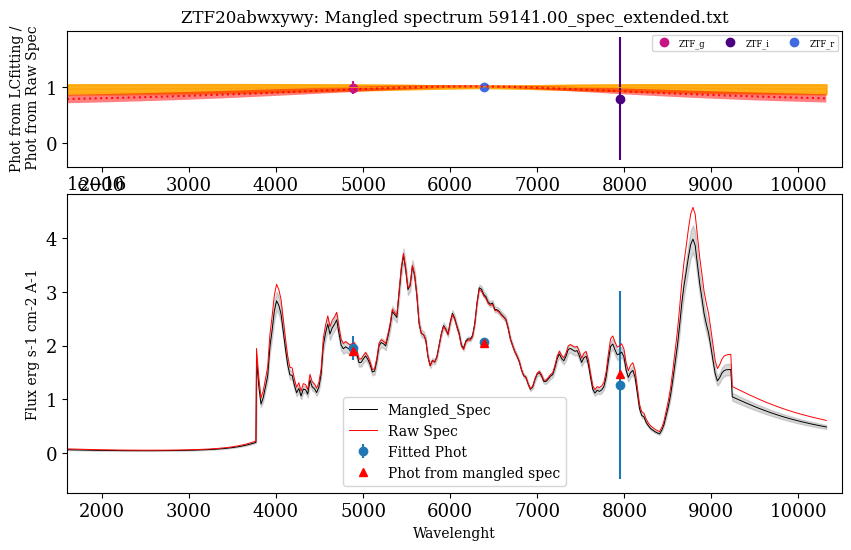 ZTF20abwxywy: Mangled spectrum 59141.00_spec_extended.txt
Phot from LCfitting /
Phot from Raw Spec
1
0
ZTF_g
ZTF_i
ZTF_r
2000 3000 4000 5000 6000 7000 8000 9000 10000
1e−16
Flux erg s-1 cm-2 A-1
4
3
2
1
0
Mangled_Spec
Raw Spec
Fitted Phot
Phot from mangled spec
2000 3000 4000 5000 6000 7000 8000 9000 10000
Wavelenght